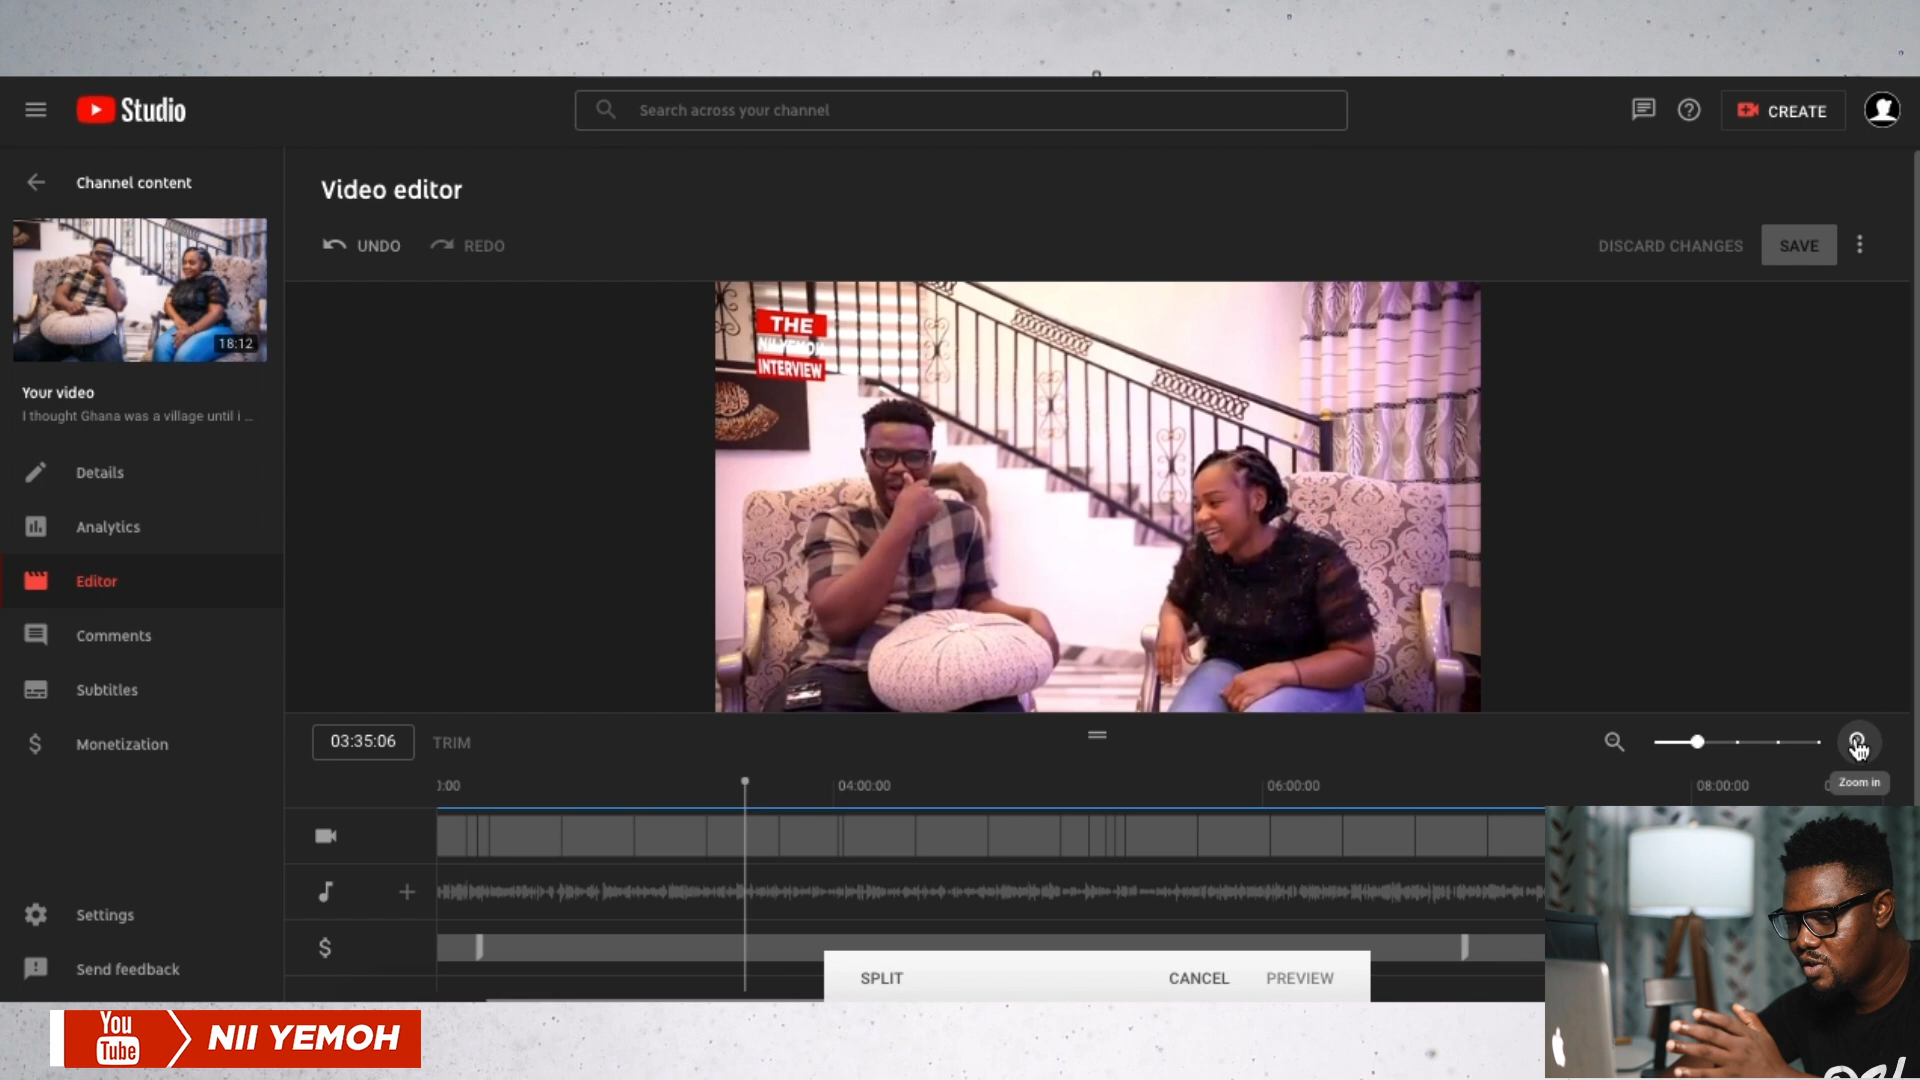 Studio
Search across your channel
CREATE
Channel content
Video editor
UNDO
REDO
DISCARD CHANGES
SAVE
THE
NII YEMOH
INTERVIEW
18:12
Your video
I thought Ghana was a village until i ...
Details
Analytics
Editor
Comments
Subtitles
Monetization
Settings
Send feedback
03:35:06
TRIM
Zoom in
04:00:00
06:00:00
08:00:00
SPLIT
CANCEL
PREVIEW
You
Tube
NII YEMOH